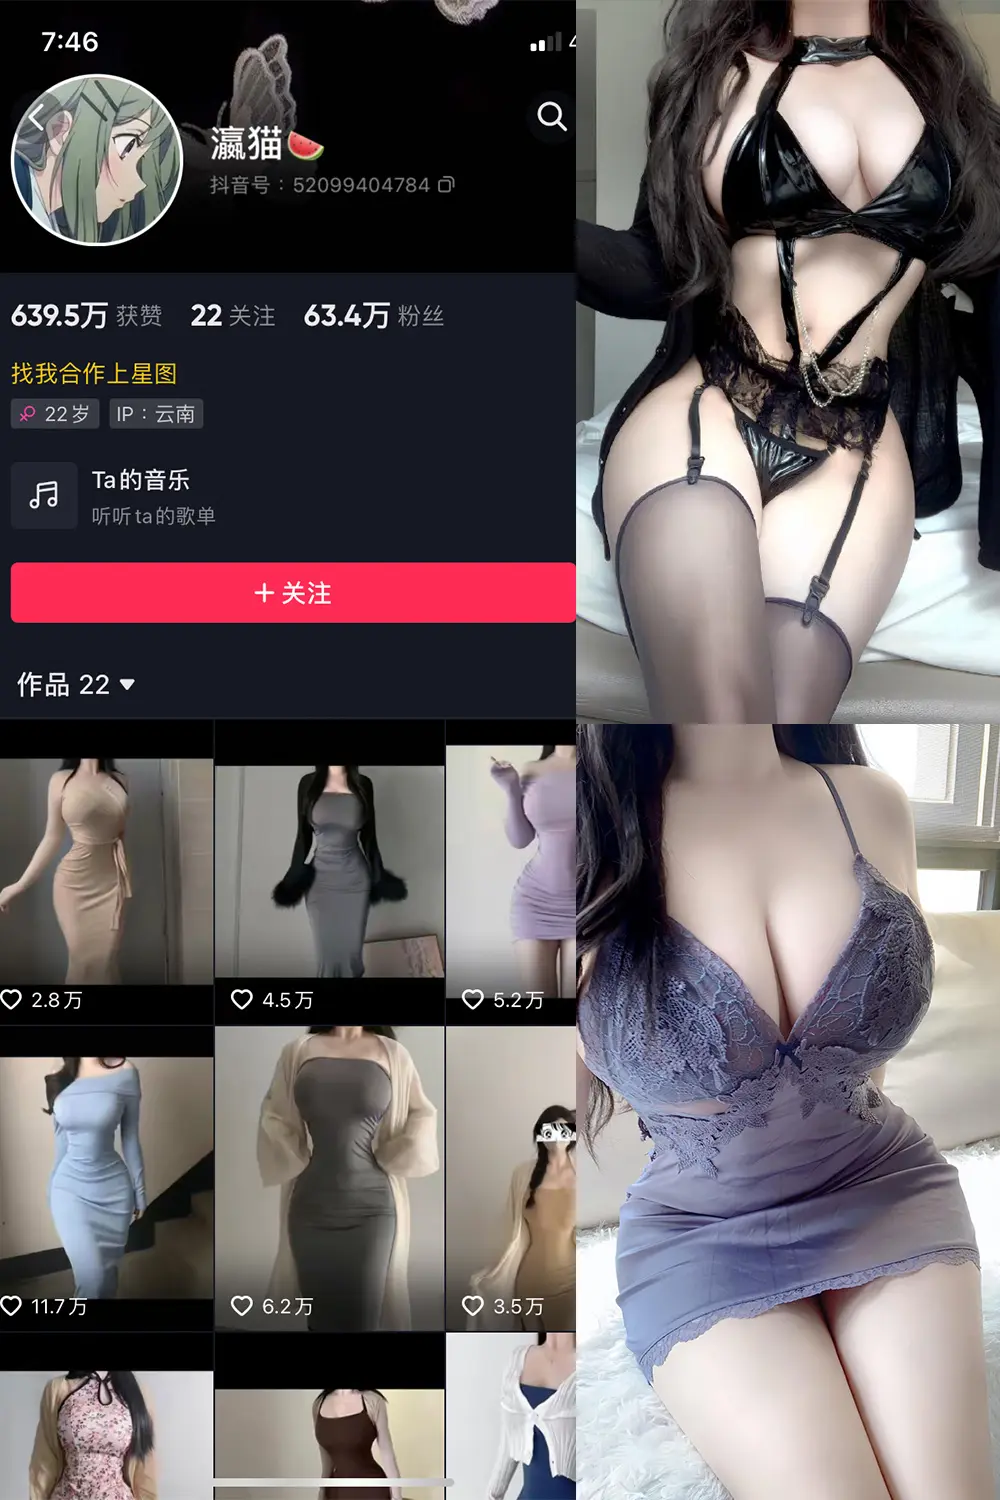 7:46
4
瀛猫🍉
抖音号：52099404784
639.5万 获赞 22 关注 63.4万 粉丝
找我合作上星图
22岁 IP：云南
Ta的音乐
听听ta的歌单
+ 关注
作品 22
2.8万 4.5万 5.2万
11.7万 6.2万 3.5万